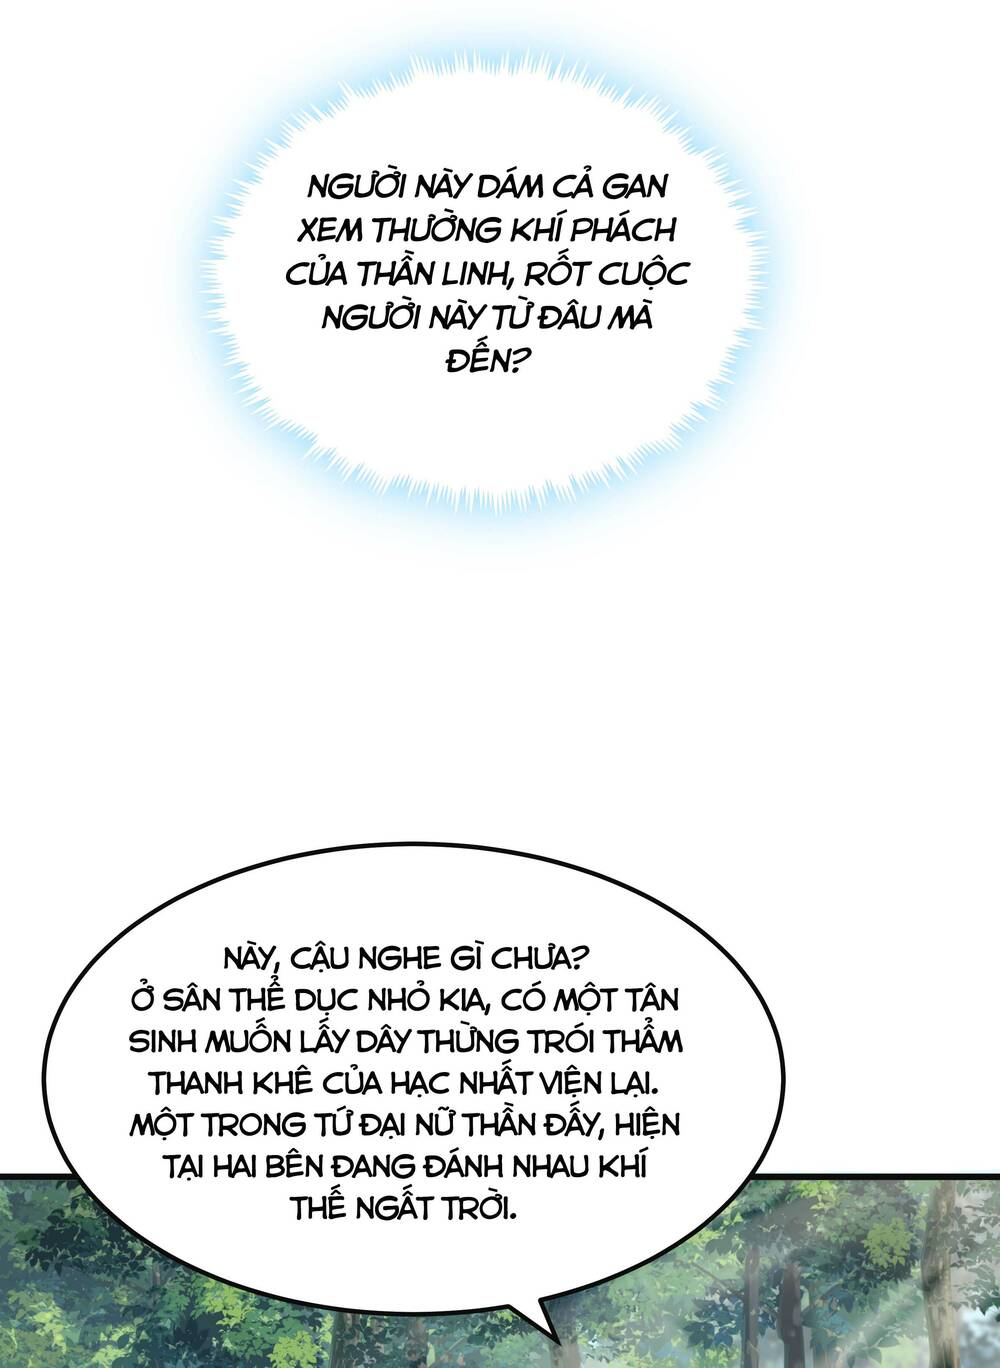 NGƯỜI NÀY DÁM CẢ GAN
XEM THƯỜNG KHÍ PHÁCH
CỦA THẦN LINH, RỐT CUỘC
NGƯỜI NÀY TỪ ĐÂU MÀ
ĐẾN?
NÀY, CẬU NGHE GÌ CHƯA?
Ở SÂN THỂ DỤC NHỎ KIA, CÓ MỘT TÂN
SINH MUỐN LẤY DÂY THỪNG TRÓI THẨM
THANH KHÊ CỦA HẠC NHẤT VIỆN LẠI.
MỘT TRONG TỨ ĐẠI NỮ THẦN ĐẤY, HIỆN
TẠI HAI BÊN ĐANG ĐÁNH NHAU KHÍ
THẾ NGẤT TRỜI.